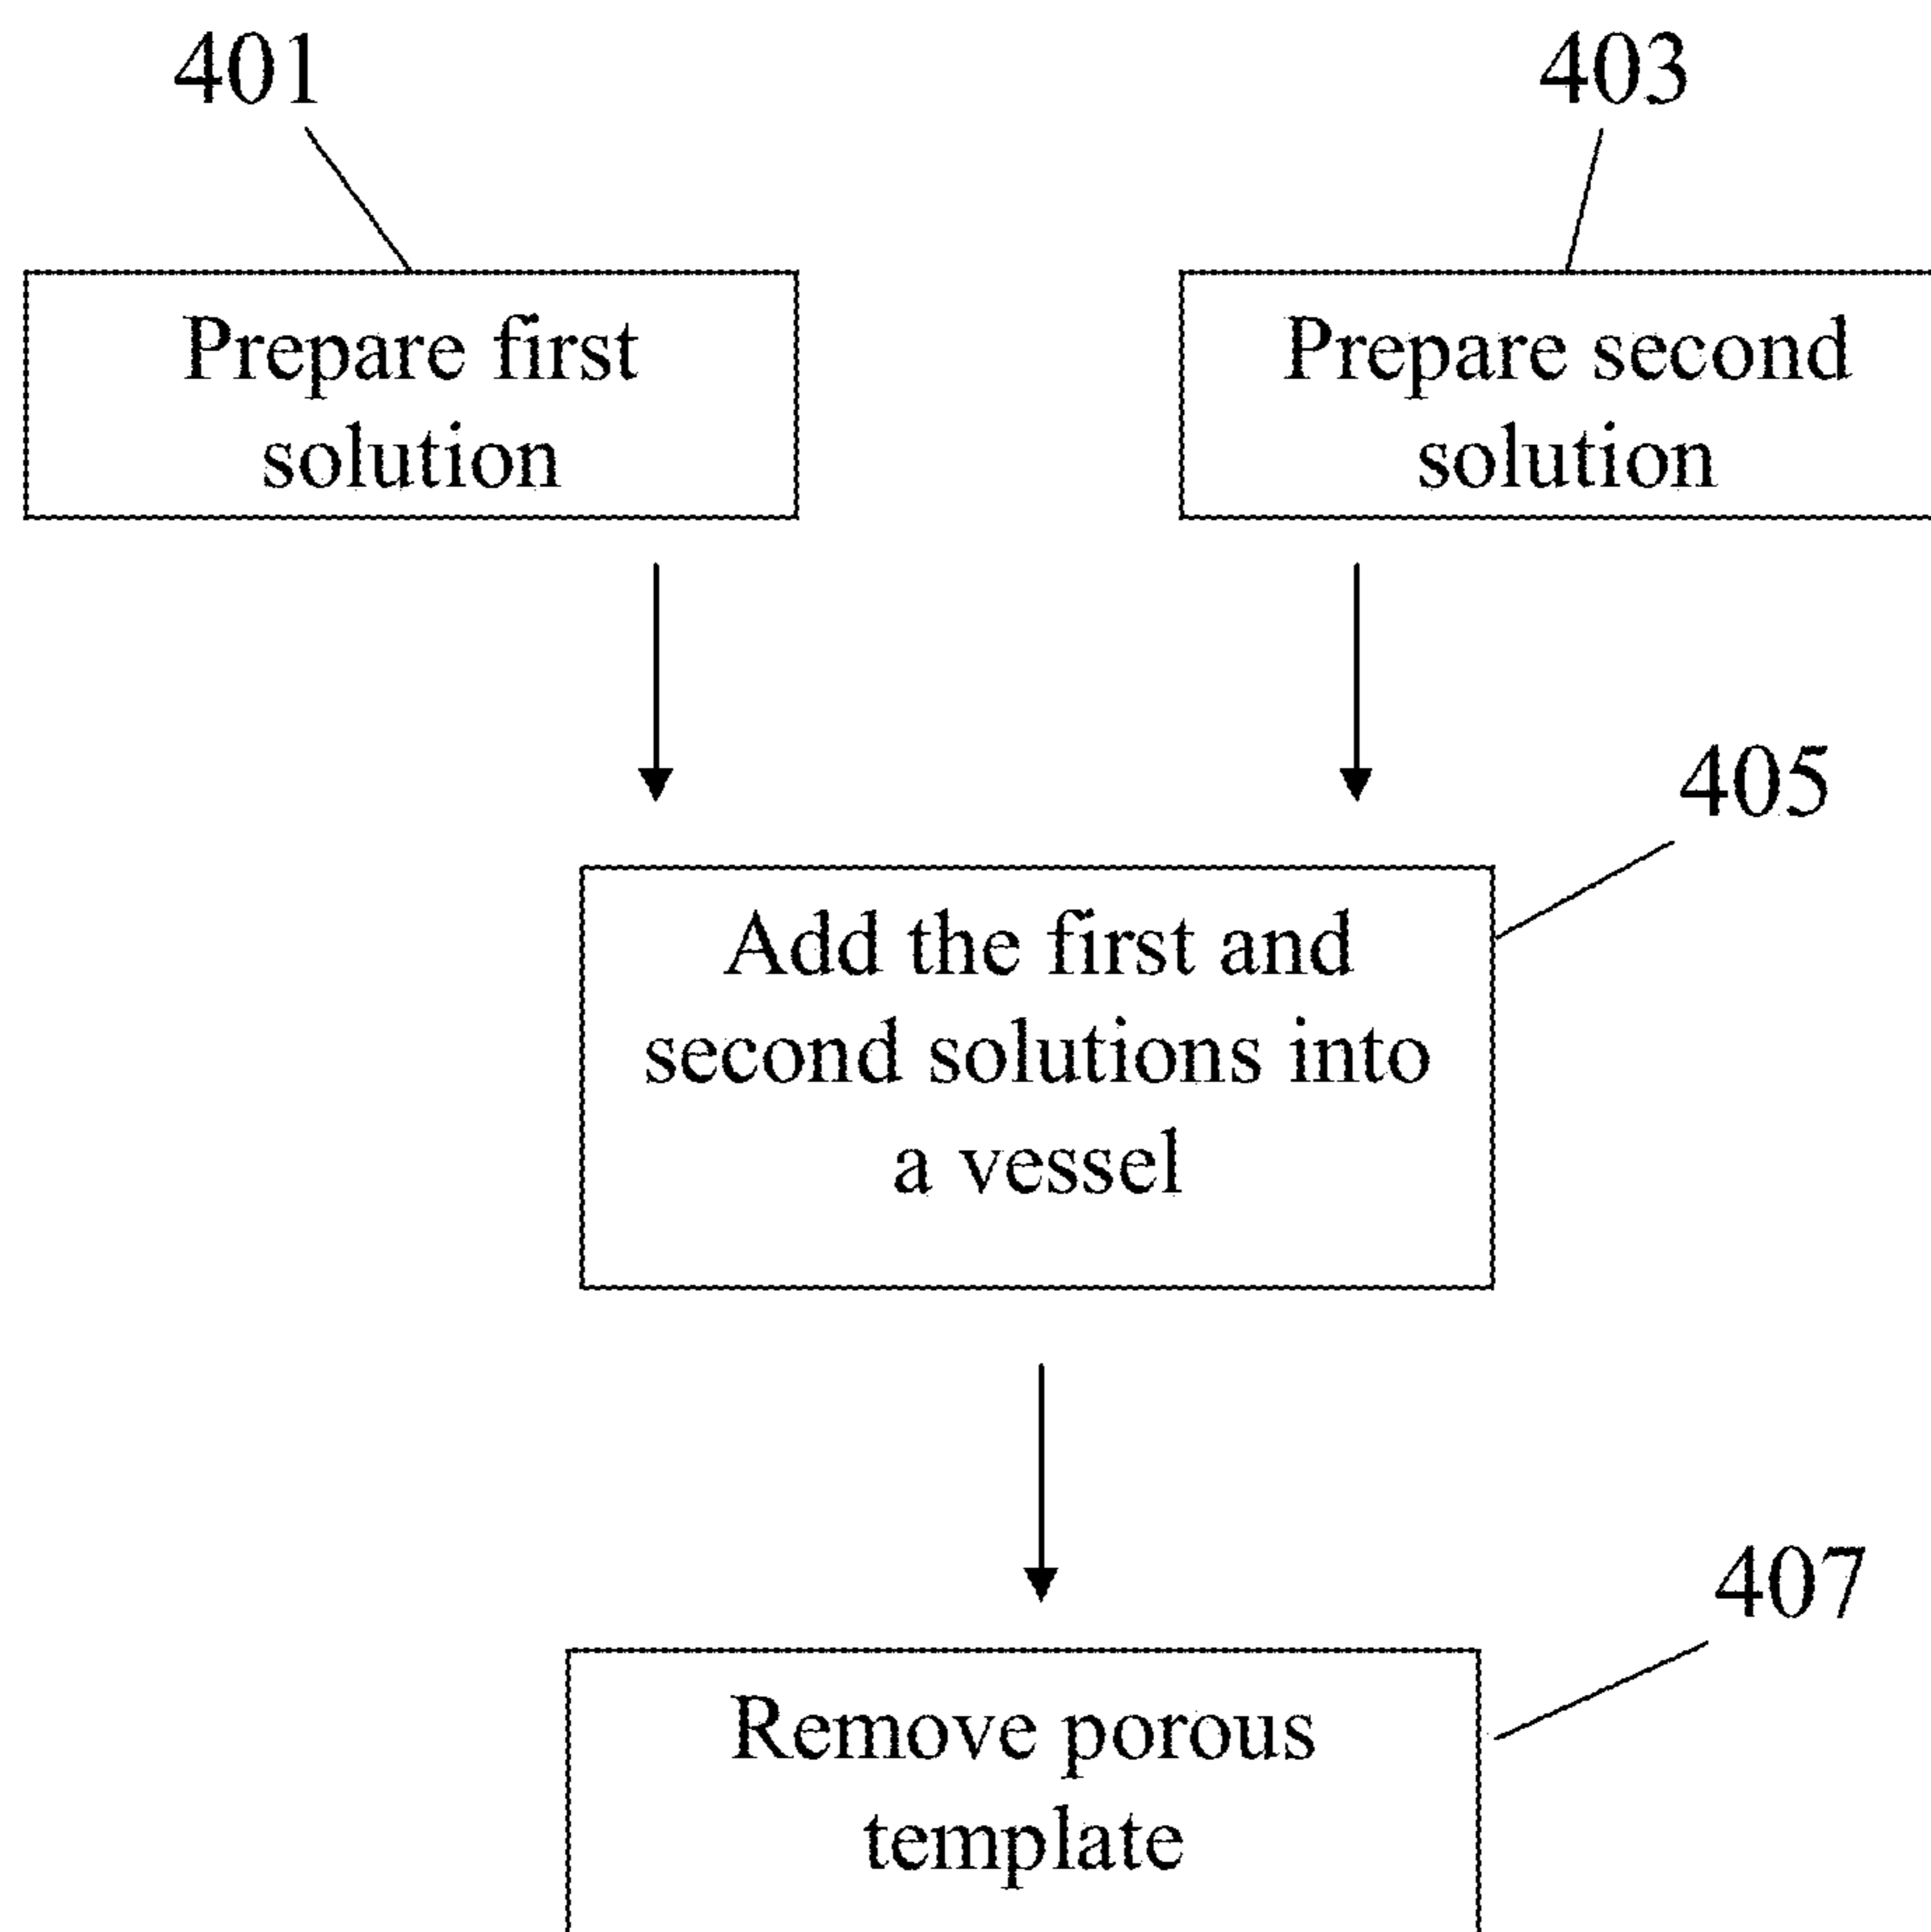 401
403
Prepare first
solution
Prepare second
solution
405
Add the first and
second solutions into
a vessel
407
Remove porous
template